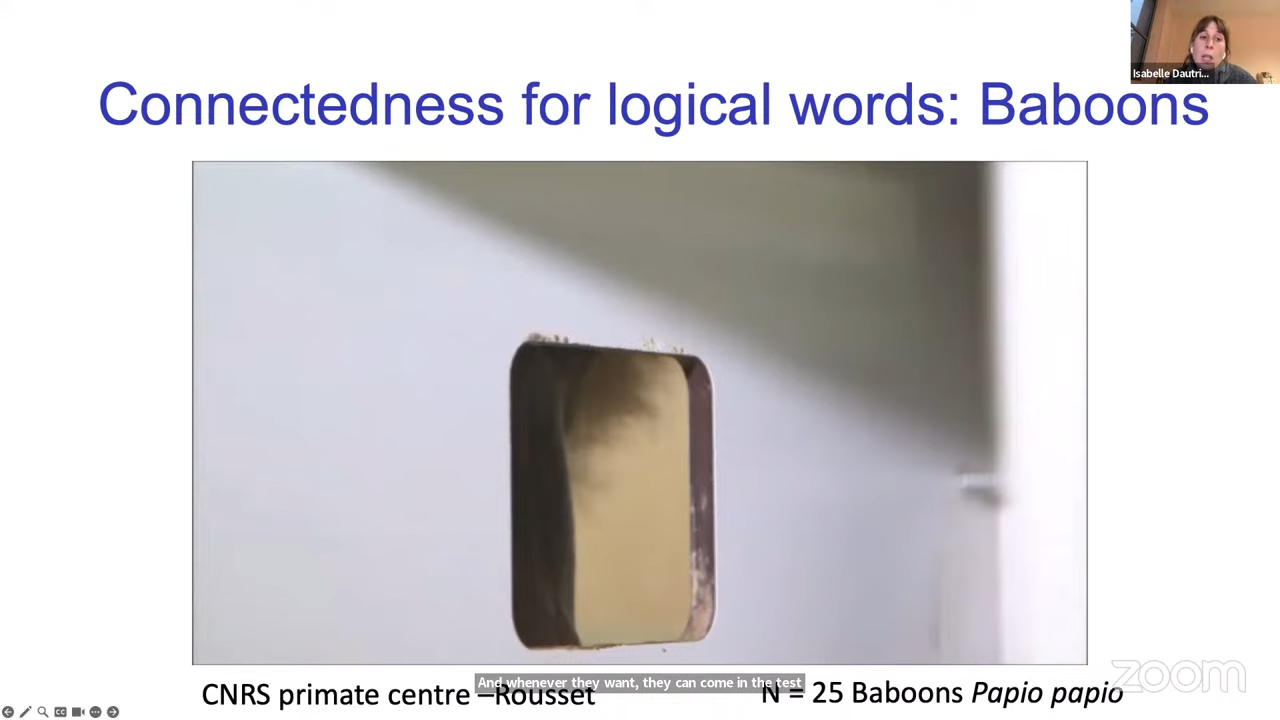 Isabelle Dautri...
Connectedness for logical words: Baboons
And whenever they want, they can come in the test
CNRS primate centre –Rousset
N = 25 Baboons Papio papio
zoom